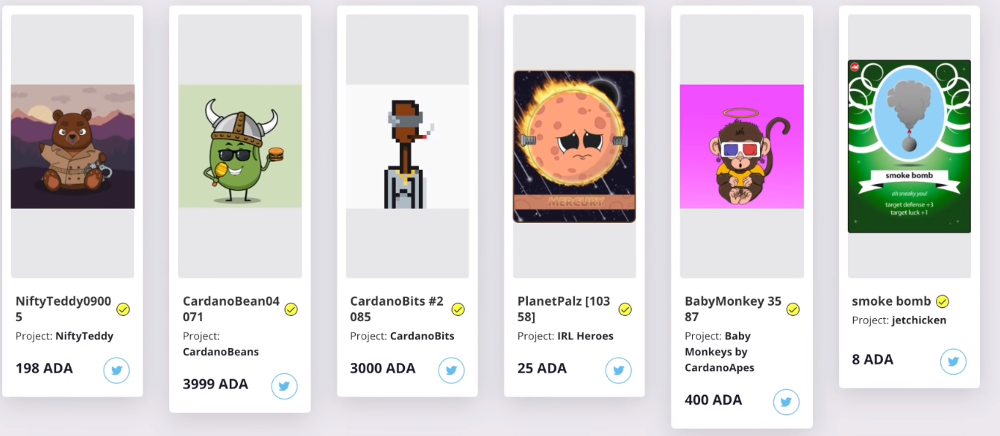 NiftyTeddy0900
5
Project: NiftyTeddy
198 ADA
CardanoBean04
071
Project:
CardanoBeans
3999 ADA
CardanoBits #2
085
Project: CardanoBits
3000 ADA
MERCURY
PlanetPalz [103
58]
Project: IRL Heroes
25 ADA
BabyMonkey 35
87
Project: Baby
Monkeys by
CardanoApes
400 ADA
smoke bomb
ah sneaky you!
target defense +3
target luck +1
smoke bomb
Project: jetchicken
8 ADA